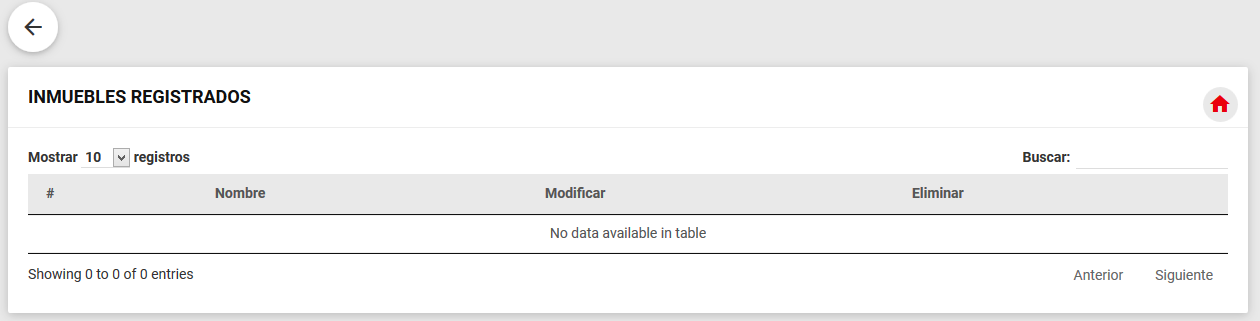 INMUEBLES REGISTRADOS
Mostrar 10 registros Buscar:
# Nombre Modificar Eliminar
No data available in table
Showing 0 to 0 of 0 entries Anterior Siguiente